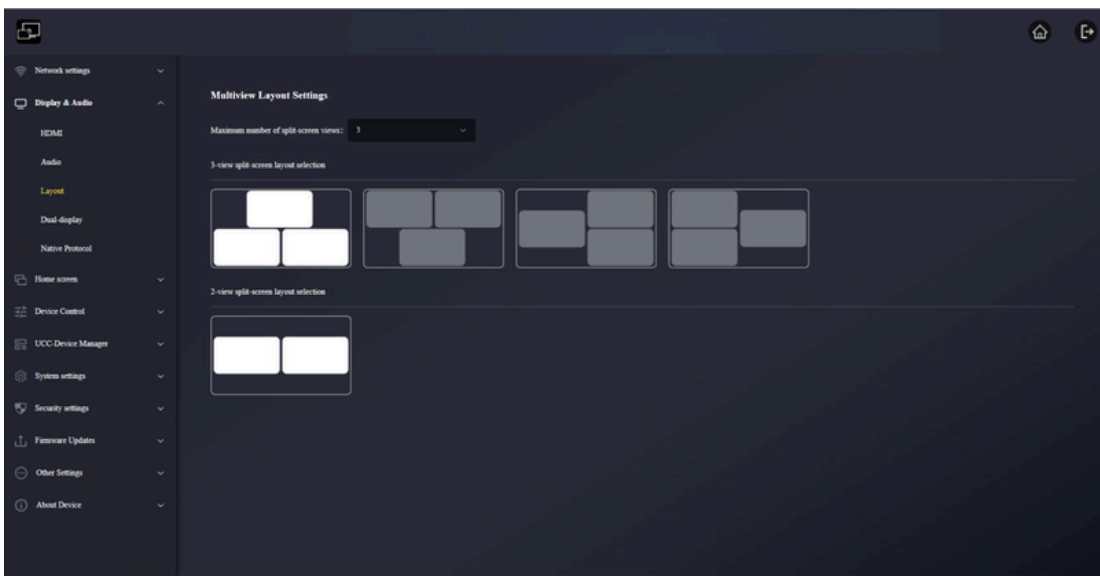 Network settings
Display & Audio
HDMI
Audio
Layout
Dual-display
Native Protocol
Home screen
Device Control
UCC-Device Manager
System settings
Security settings
Firmware Updates
Other Settings
About Device
Multiview Layout Settings
Maximum number of split-screen views: 3
3-view split-screen layout selection
2-view split-screen layout selection